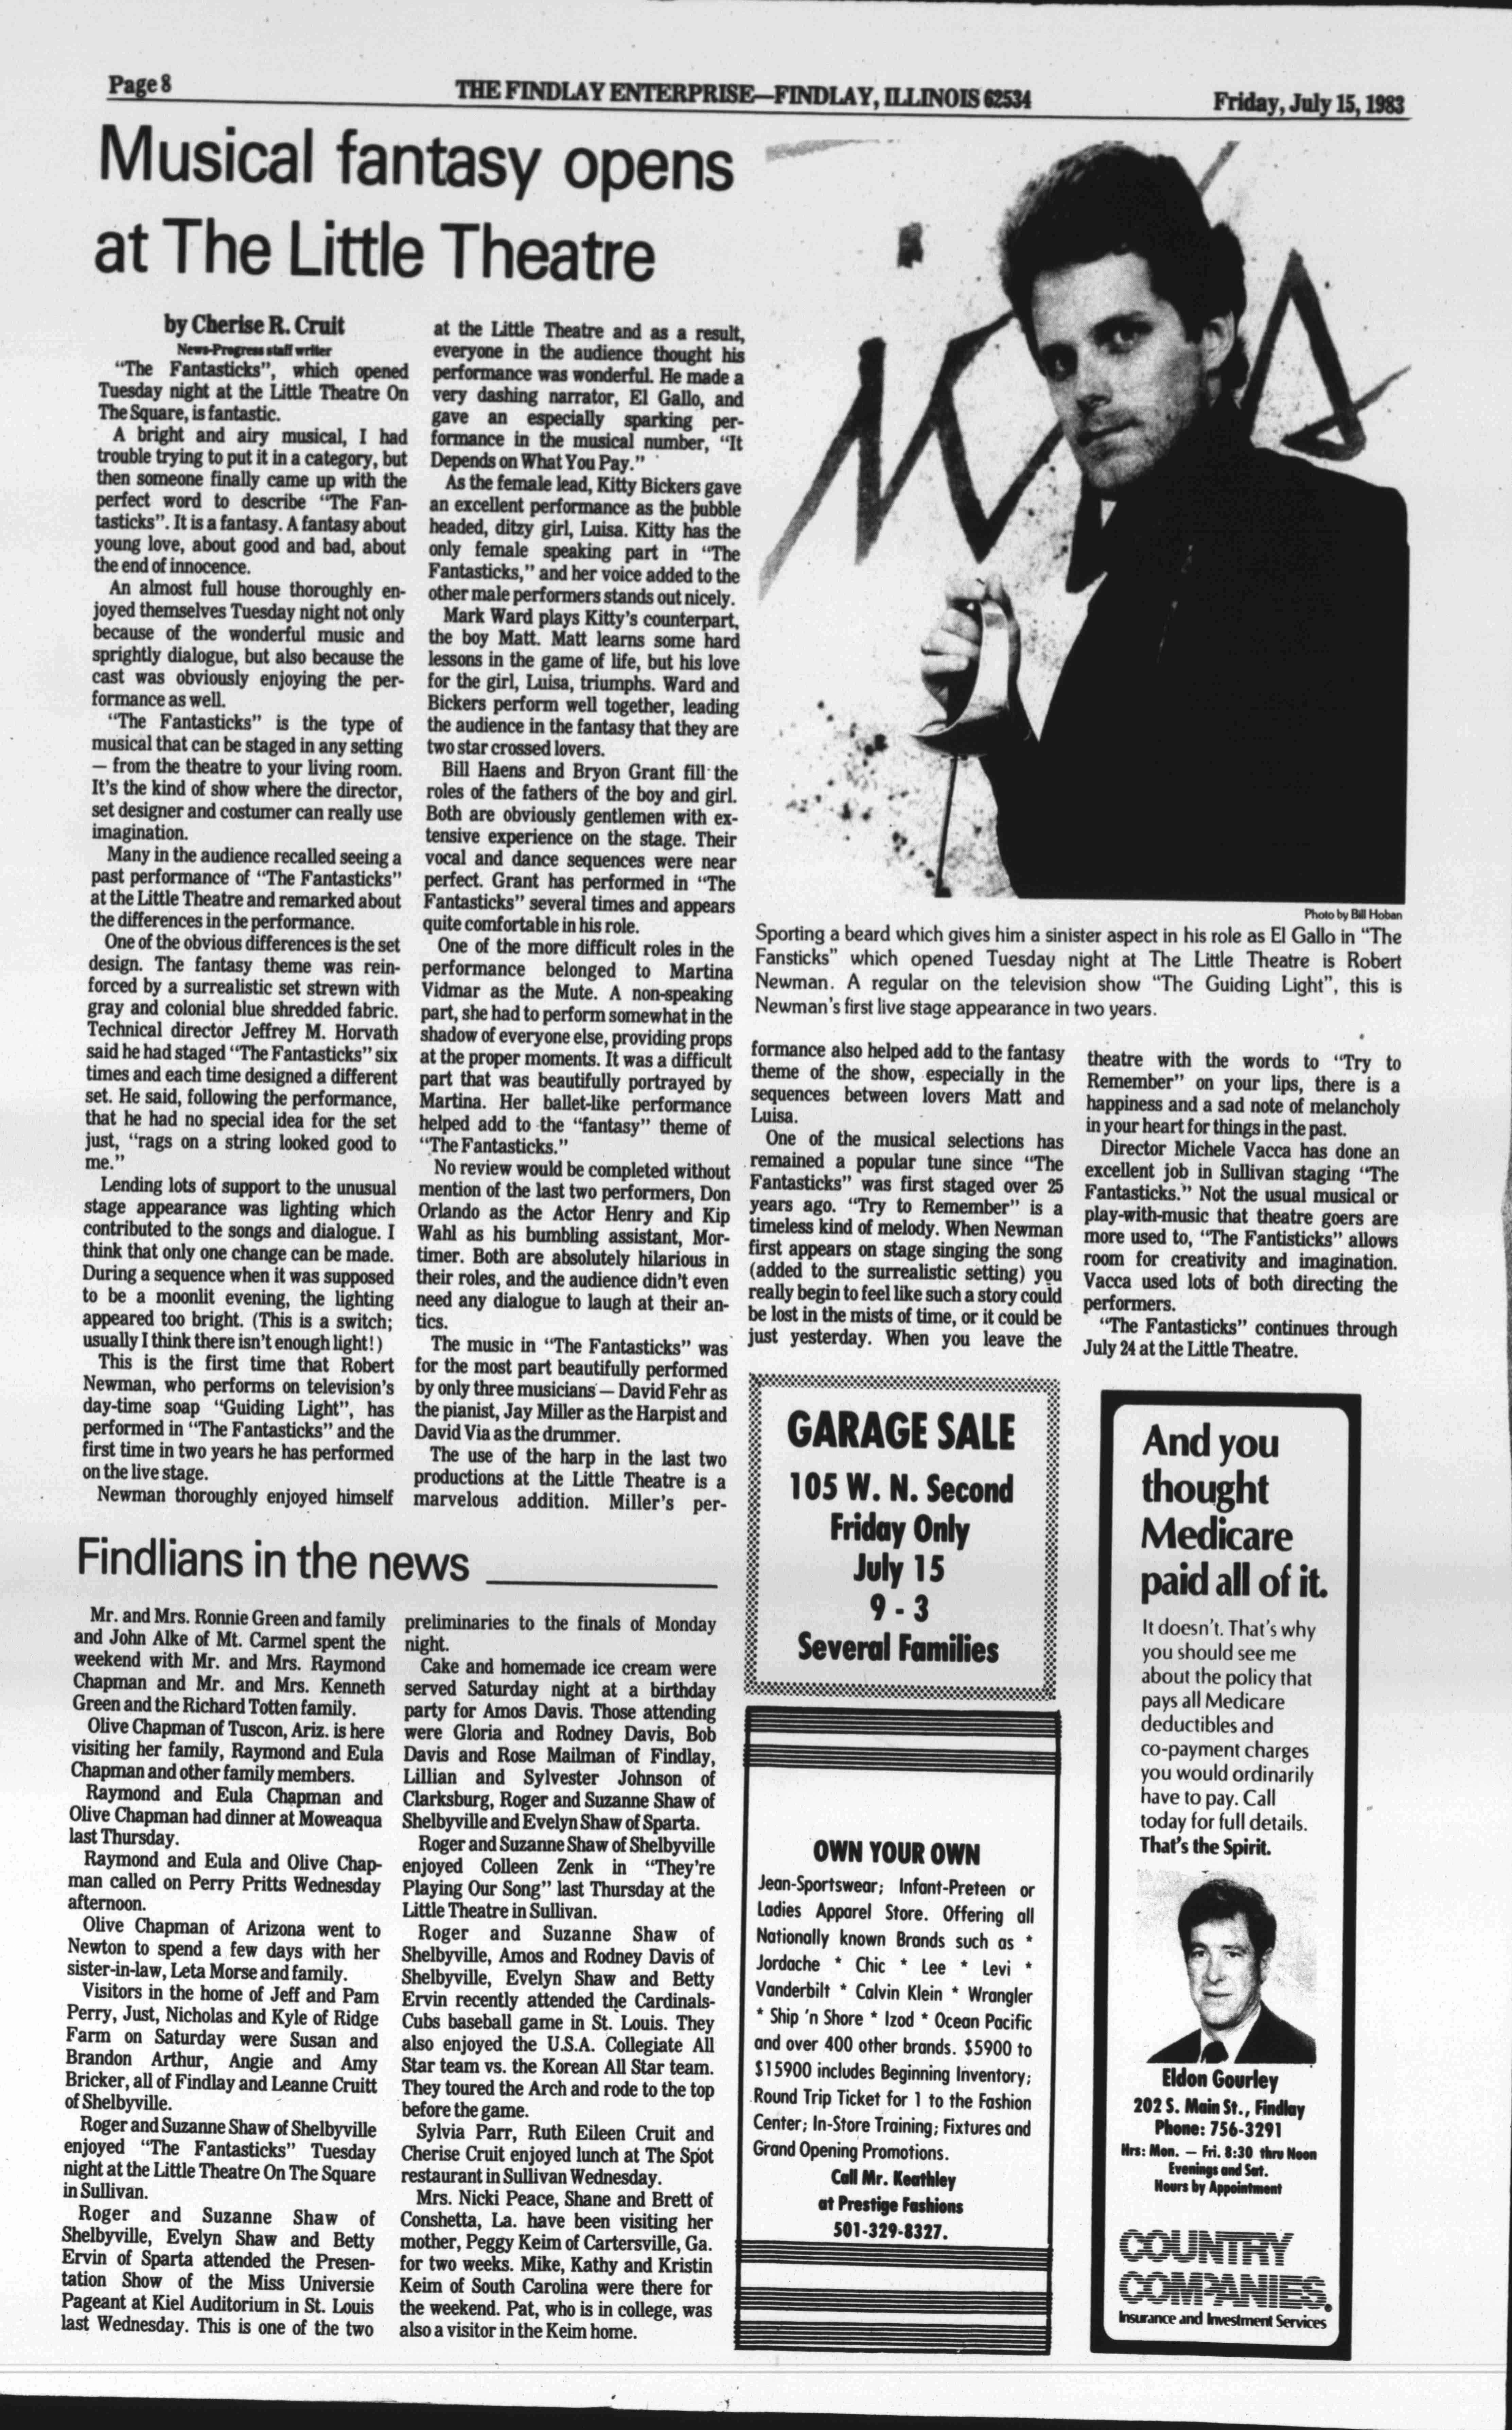 Page 8
THE FINDLAY ENTERPRISE—FINDLAY, ILLINOIS 62534
Friday, July 15, 1983
Musical fantasy opens
at The Little Theatre
by Cherise R. Cruit
News-Progress staff writer
"The Fantasticks", which opened
Tuesday night at the Little Theatre On
The Square, is fantastic.
A bright and airy musical, I had
trouble trying to put it in a category, but
then someone finally came up with the
perfect word to describe "The Fan-
tasticks". It is a fantasy. A fantasy about
young love, about good and bad, about
the end of innocence.
An almost full house thoroughly en-
joyed themselves Tuesday night not only
because of the wonderful music and
sprightly dialogue, but also because the
cast was obviously enjoying the per-
formance as well.
"The Fantasticks" is the type of
musical that can be staged in any setting
— from the theatre to your living room.
It's the kind of show where the director,
set designer and costumer can really use
imagination.
Many in the audience recalled seeing a
past performance of "The Fantasticks"
at the Little Theatre and remarked about
the differences in the performance.
One of the obvious differences is the set
design. The fantasy theme was rein-
forced by a surrealistic set strewn with
gray and colonial blue shredded fabric.
Technical director Jeffrey M. Horvath
said he had staged "The Fantasticks" six
times and each time designed a different
set. He said, following the performance,
that he had no special idea for the set
just, "rags on a string looked good to
me."
Lending lots of support to the unusual
stage appearance was lighting which
contributed to the songs and dialogue. I
think that only one change can be made.
During a sequence when it was supposed
to be a moonlit evening, the lighting
appeared too bright. (This is a switch;
usually I think there isn't enough light!)
This is the first time that Robert
Newman, who performs on television's
day-time soap "Guiding Light", has
performed in "The Fantasticks" and the
first time in two years he has performed
on the live stage.
Newman thoroughly enjoyed himself
at the Little Theatre and as a result,
everyone in the audience thought his
performance was wonderful. He made a
very dashing narrator, El Gallo, and
gave an especially sparking per-
formance in the musical number, "It
Depends on What You Pay."
As the female lead, Kitty Bickers gave
an excellent performance as the bubble
headed, ditzy girl, Luisa. Kitty has the
only female speaking part in "The
Fantasticks," and her voice added to the
other male performers stands out nicely.
Mark Ward plays Kitty's counterpart,
the boy Matt. Matt learns some hard
lessons in the game of life, but his love
for the girl, Luisa, triumphs. Ward and
Bickers perform well together, leading
the audience in the fantasy that they are
two star crossed lovers.
Bill Haens and Bryon Grant fill the
roles of the fathers of the boy and girl.
Both are obviously gentlemen with ex-
tensive experience on the stage. Their
vocal and dance sequences were near
perfect. Grant has performed in "The
Fantasticks" several times and appears
quite comfortable in his role.
One of the more difficult roles in the
performance belonged to Martina
Vidmar as the Mute. A non-speaking
part, she had to perform somewhat in the
shadow of everyone else, providing props
at the proper moments. It was a difficult
part that was beautifully portrayed by
Martina. Her ballet-like performance
helped add to the "fantasy" theme of
"The Fantasticks."
No review would be completed without
mention of the last two performers, Don
Orlando as the Actor Henry and Kip
Wahl as his bumbling assistant, Mor-
timer. Both are absolutely hilarious in
their roles, and the audience didn't even
need any dialogue to laugh at their an-
tics.
The music in "The Fantasticks" was
for the most part beautifully performed
by only three musicians — David Fehr as
the pianist, Jay Miller as the Harpist and
David Via as the drummer.
The use of the harp in the last two
productions at the Little Theatre is a
marvelous addition. Miller's per-
Photo by Bill Hoban
Sporting a beard which gives him a sinister aspect in his role as El Gallo in "The
Fansticks" which opened Tuesday night at The Little Theatre is Robert
Newman. A regular on the television show "The Guiding Light", this is
Newman's first live stage appearance in two years.
formance also helped add to the fantasy
theme of the show, especially in the
sequences between lovers Matt and
Luisa.
One of the musical selections has
remained a popular tune since "The
Fantasticks" was first staged over 25
years ago. "Try to Remember" is a
timeless kind of melody. When Newman
first appears on stage singing the song
(added to the surrealistic setting) you
really begin to feel like such a story could
be lost in the mists of time, or it could be
just yesterday. When you leave the
theatre with the words to "Try to
Remember" on your lips, there is a
happiness and a sad note of melancholy
in your heart for things in the past.
Director Michele Vacca has done an
excellent job in Sullivan staging "The
Fantasticks." Not the usual musical or
play-with-music that theatre goers are
more used to, "The Fantisticks" allows
room for creativity and imagination.
Vacca used lots of both directing the
performers.
"The Fantasticks" continues through
July 24 at the Little Theatre.
Findlians in the news
Mr. and Mrs. Ronnie Green and family
and John Alke of Mt. Carmel spent the
weekend with Mr. and Mrs. Raymond
Chapman and Mr. and Mrs. Kenneth
Green and the Richard Totten family.
Olive Chapman of Tuscon, Ariz. is here
visiting her family, Raymond and Eula
Chapman and other family members.
Raymond and Eula Chapman and
Olive Chapman had dinner at Moweaqua
last Thursday.
Raymond and Eula and Olive Chap-
man called on Perry Pritts Wednesday
afternoon.
Olive Chapman of Arizona went to
Newton to spend a few days with her
sister-in-law, Leta Morse and family.
Visitors in the home of Jeff and Pam
Perry, Just, Nicholas and Kyle of Ridge
Farm on Saturday were Susan and
Brandon Arthur, Angie and Amy
Bricker, all of Findlay and Leanne Cruitt
of Shelbyville.
Roger and Suzanne Shaw of Shelbyville
enjoyed "The Fantasticks" Tuesday
night at the Little Theatre On The Square
in Sullivan.
Roger and Suzanne Shaw of
Shelbyville, Evelyn Shaw and Betty
Ervin of Sparta attended the Presen-
tation Show of the Miss Universie
Pageant at Kiel Auditorium in St. Louis
last Wednesday. This is one of the two
preliminaries to the finals of Monday
night.
Cake and homemade ice cream were
served Saturday night at a birthday
party for Amos Davis. Those attending
were Gloria and Rodney Davis, Bob
Davis and Rose Mailman of Findlay,
Lillian and Sylvester Johnson of
Clarksburg, Roger and Suzanne Shaw of
Shelbyville and Evelyn Shaw of Sparta.
Roger and Suzanne Shaw of Shelbyville
enjoyed Colleen Zenk in "They're
Playing Our Song" last Thursday at the
Little Theatre in Sullivan.
Roger and Suzanne Shaw of
Shelbyville, Amos and Rodney Davis of
Shelbyville, Evelyn Shaw and Betty
Ervin recently attended the Cardinals-
Cubs baseball game in St. Louis. They
also enjoyed the U.S.A. Collegiate All
Star team vs. the Korean All Star team.
They toured the Arch and rode to the top
before the game.
Sylvia Parr, Ruth Eileen Cruit and
Cherise Cruit enjoyed lunch at The Spot
restaurant in Sullivan Wednesday.
Mrs. Nicki Peace, Shane and Brett of
Conshetta, La. have been visiting her
mother, Peggy Keim of Cartersville, Ga.
for two weeks. Mike, Kathy and Kristin
Keim of South Carolina were there for
the weekend. Pat, who is in college, was
also a visitor in the Keim home.
GARAGE SALE
105 W. N. Second
Friday Only
July 15
9 - 3
Several Families
OWN YOUR OWN
Jean-Sportswear; Infant-Preteen or
Ladies Apparel Store. Offering all
Nationally known Brands such as *
Jordache * Chic * Lee * Levi *
Vanderbilt * Calvin Klein * Wrangler
* Ship 'n Shore * Izod * Ocean Pacific
and over 400 other brands. $5900 to
$15900 includes Beginning Inventory;
Round Trip Ticket for 1 to the Fashion
Center; In-Store Training; Fixtures and
Grand Opening Promotions.
Call Mr. Keathley
at Prestige Fashions
501-329-8327.
And you
thought
Medicare
paid all of it.
It doesn't. That's why
you should see me
about the policy that
pays all Medicare
deductibles and
co-payment charges
you would ordinarily
have to pay. Call
today for full details.
That's the Spirit.
Eldon Gourley
202 S. Main St., Findlay
Phone: 756-3291
Hrs: Mon. — Fri. 8:30 thru Noon
Evenings and Sat.
Hours by Appointment
COUNTRY
COMPANIES.
Insurance and Investment Services